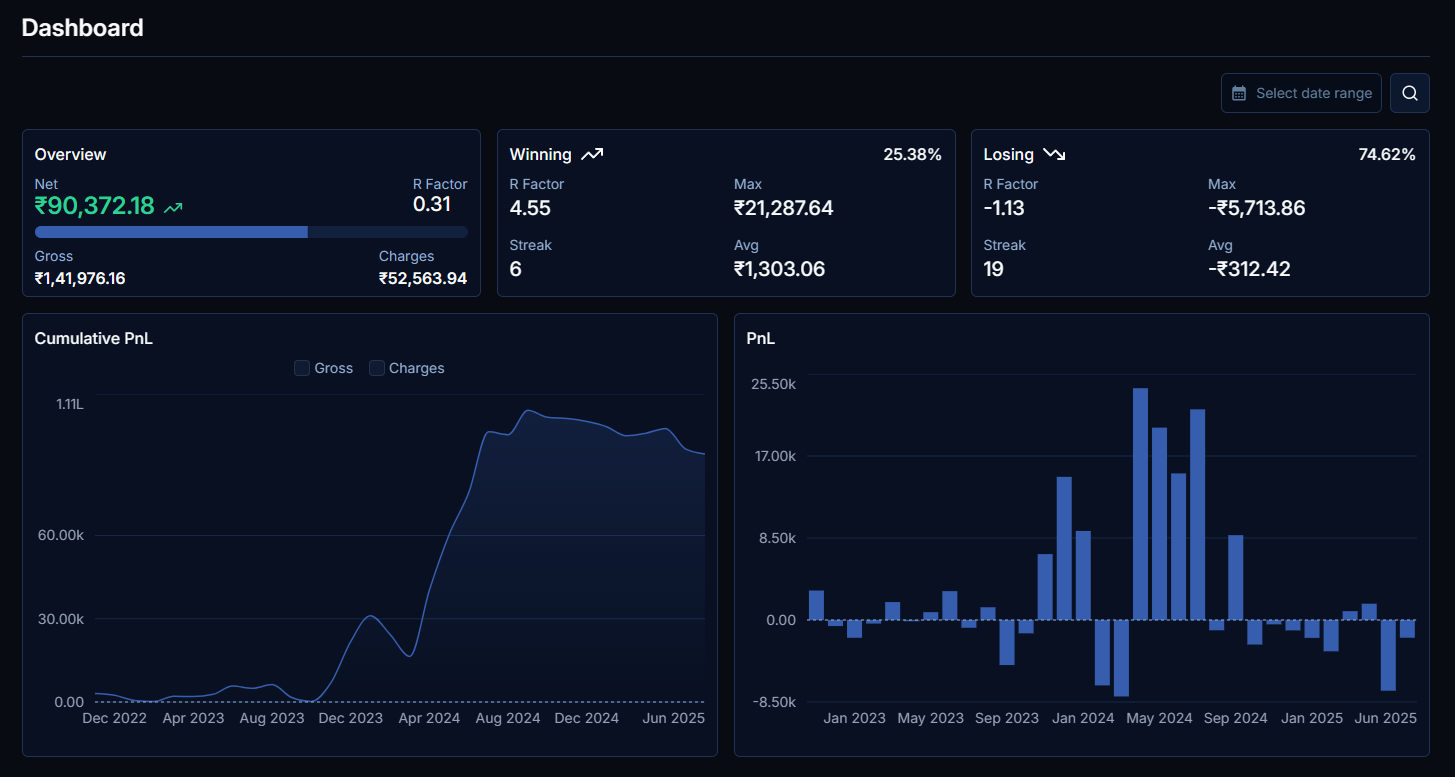 Dashboard
Select date range
Overview
Net R Factor
₹90,372.18 0.31
Gross Charges
₹1,41,976.16 ₹52,563.94
Winning 25.38%
R Factor Max
4.55 ₹21,287.64
Streak Avg
6 ₹1,303.06
Losing 74.62%
R Factor Max
-1.13 -₹5,713.86
Streak Avg
19 -₹312.42
Cumulative PnL
Gross Charges
1.11L
60.00k
30.00k
0.00
Dec 2022 Apr 2023 Aug 2023 Dec 2023 Apr 2024 Aug 2024 Dec 2024 Jun 2025
PnL
25.50k
17.00k
8.50k
0.00
-8.50k
Jan 2023 May 2023 Sep 2023 Jan 2024 May 2024 Sep 2024 Jan 2025 Jun 2025